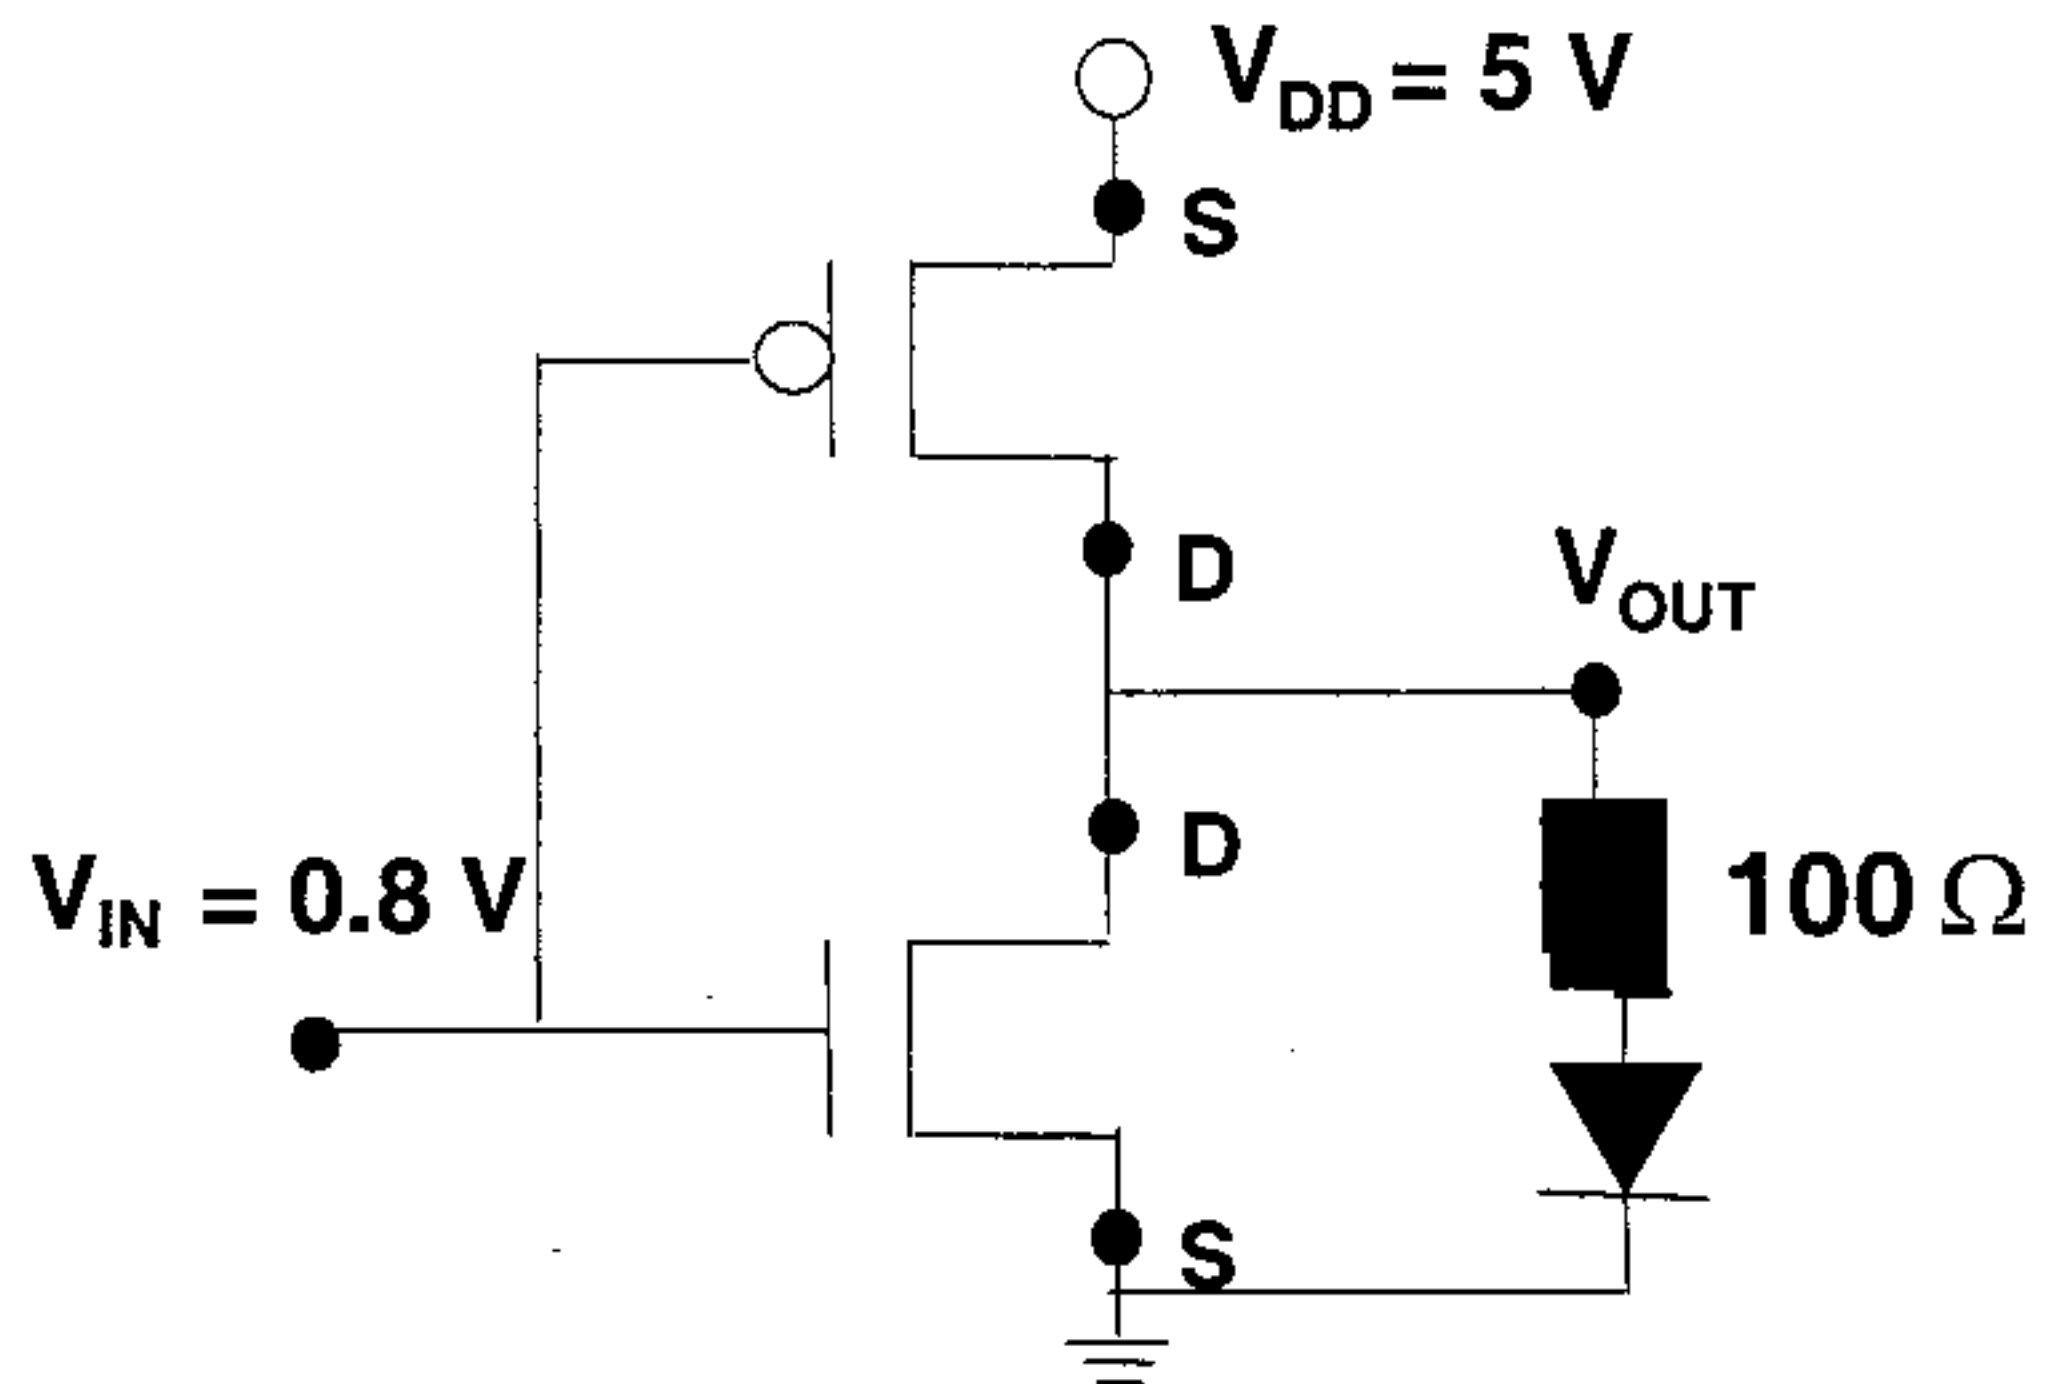 V_DD = 5 V
S
D
V_OUT
D
V_IN = 0.8 V
100 Ω
S